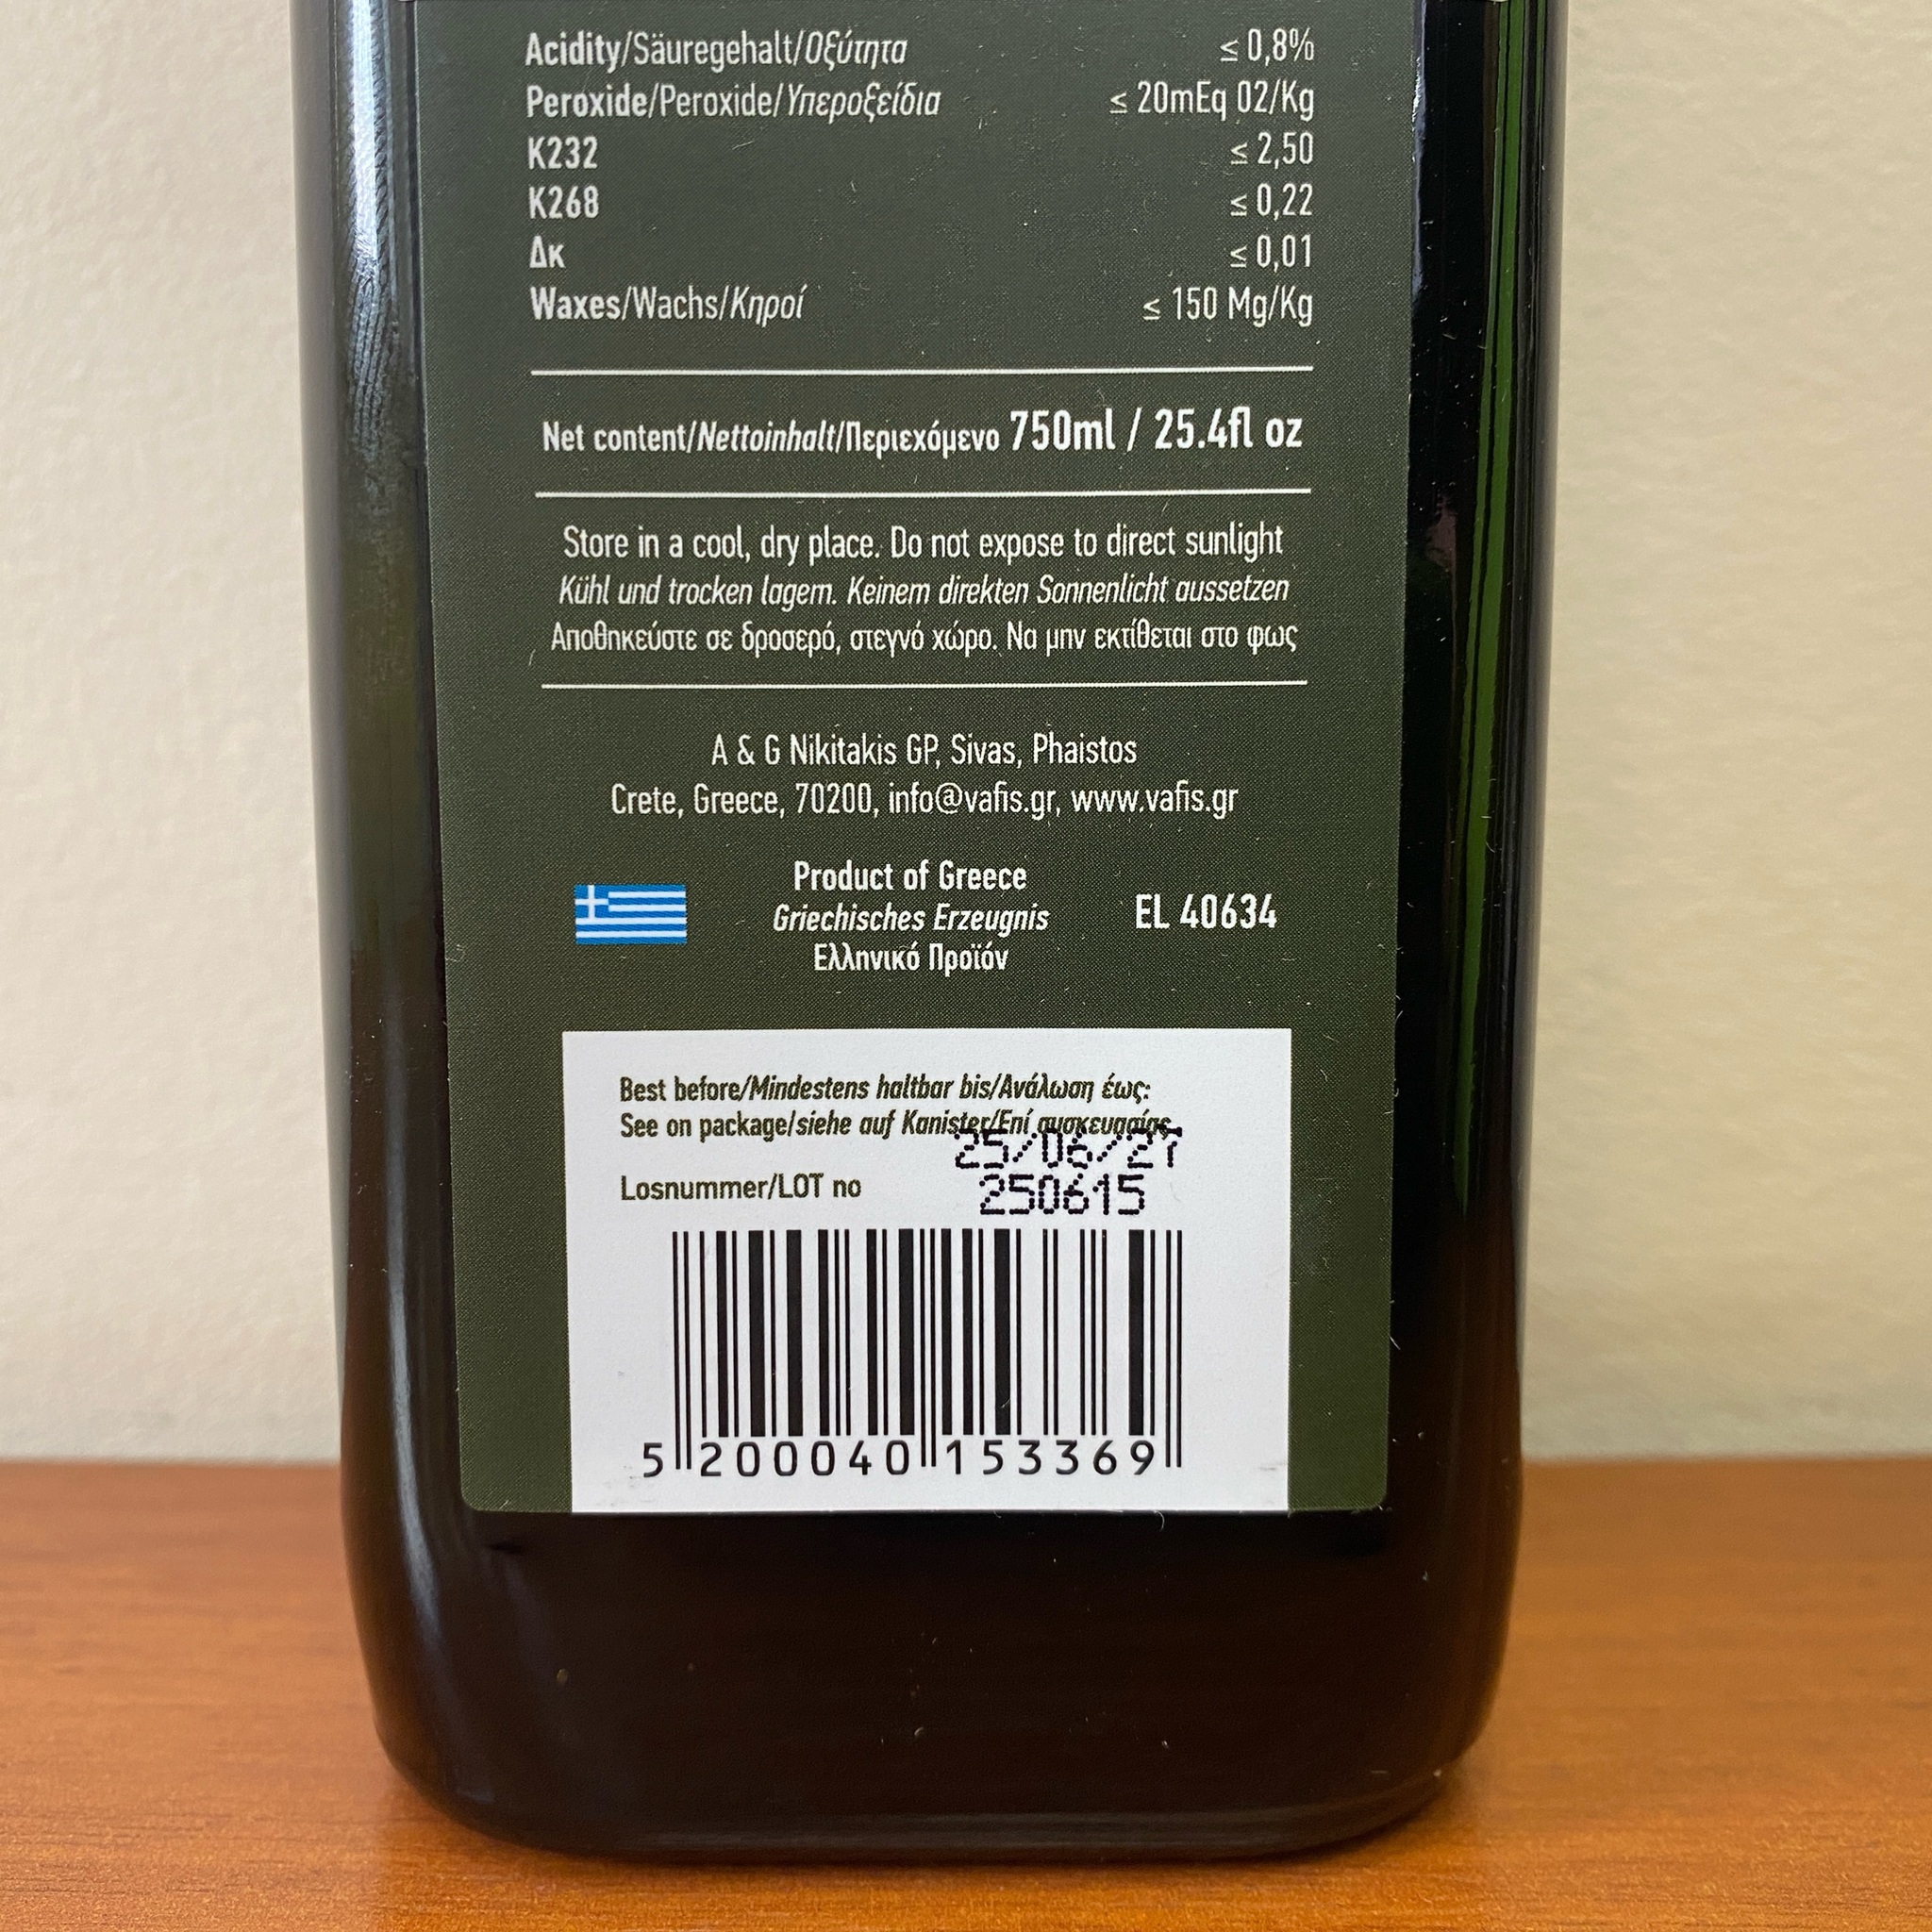 Acidity/Säuregehalt/Οξύτητα ≤ 0,8%
Peroxide/Peroxide/Υπεροξείδια ≤ 20mEq 02/Kg
K232 ≤ 2,50
K268 ≤ 0,22
Δκ ≤ 0,01
Waxes/Wachs/Κηροί ≤ 150 Mg/Kg
Net content/Nettoinhalt/Περιεχόμενο 750ml / 25.4fl oz
Store in a cool, dry place. Do not expose to direct sunlight
Kühl und trocken lagern. Keinem direkten Sonnenlicht aussetzen
Αποθηκεύστε σε δροσερό, στεγνό χώρο. Να μην εκτίθεται στο φως
A & G Nikitakis GP, Sivas, Phaistos
Crete, Greece, 70200, info@vafis.gr, www.vafis.gr
Product of Greece
Griechisches Erzeugnis EL 40634
Ελληνικό Προϊόν
Best before/Mindestens haltbar bis/Ανάλωση έως:
See on package/siehe auf Kanister/Επί συσκευασίας
25/06/27
Losnummer/LOT no 250615
5 200040 153369